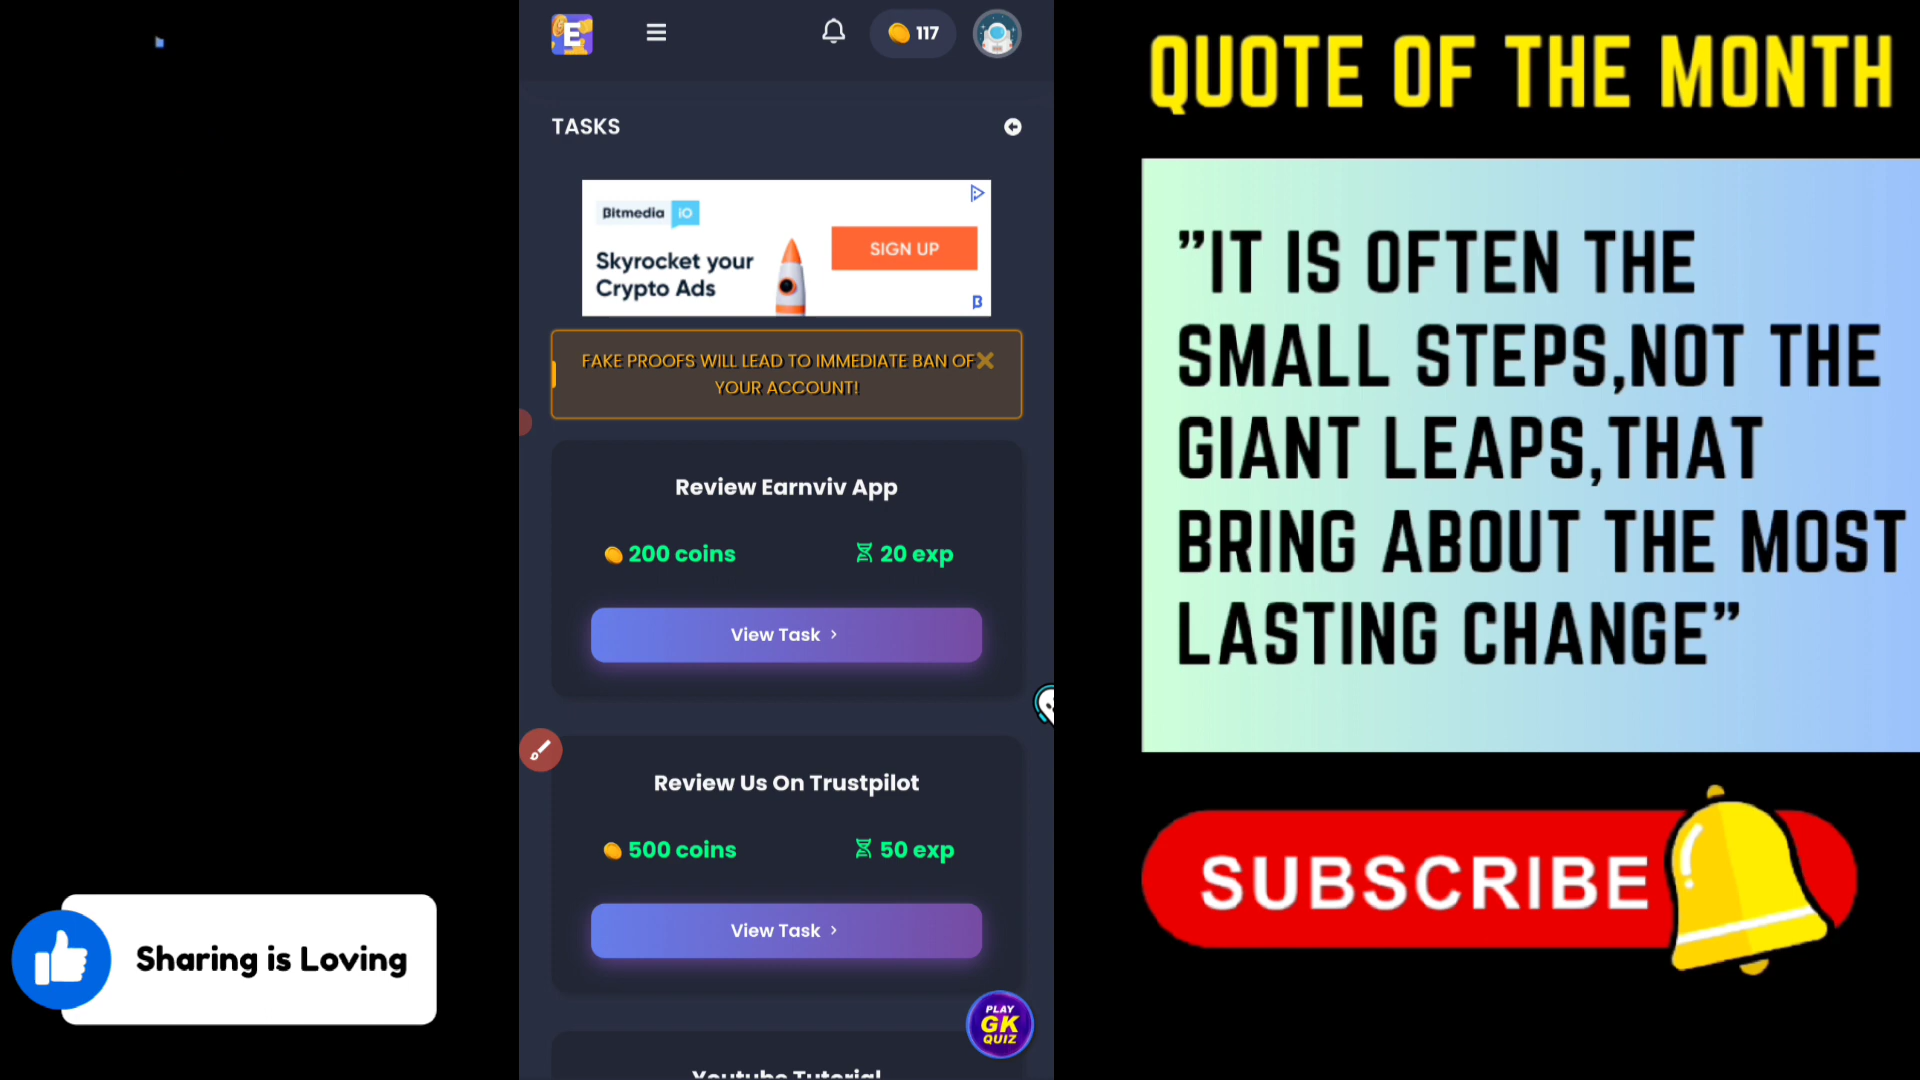 E
117
TASKS
Bitmedia IO
Skyrocket your
Crypto Ads
SIGN UP
FAKE PROOFS WILL LEAD TO IMMEDIATE BAN OF
YOUR ACCOUNT!
Review Earnviv App
200 coins
20 exp
View Task
Review Us On Trustpilot
500 coins
50 exp
View Task
PLAY
GK
QUIZ
Youtube Tutorial
Sharing is Loving
QUOTE OF THE MONTH
"IT IS OFTEN THE
SMALL STEPS,NOT THE
GIANT LEAPS,THAT
BRING ABOUT THE MOST
LASTING CHANGE"
SUBSCRIBE